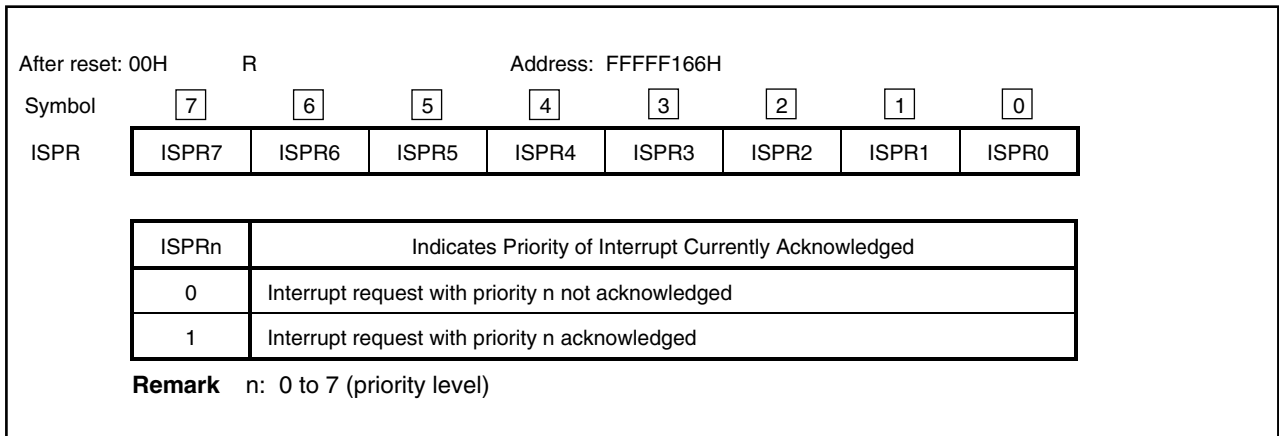 After reset: 00H R Address: FFFFF166H
Symbol 7 6 5 4 3 2 1 0
ISPR ISPR7 ISPR6 ISPR5 ISPR4 ISPR3 ISPR2 ISPR1 ISPR0
ISPRn Indicates Priority of Interrupt Currently Acknowledged
0 Interrupt request with priority n not acknowledged
1 Interrupt request with priority n acknowledged
Remark n: 0 to 7 (priority level)